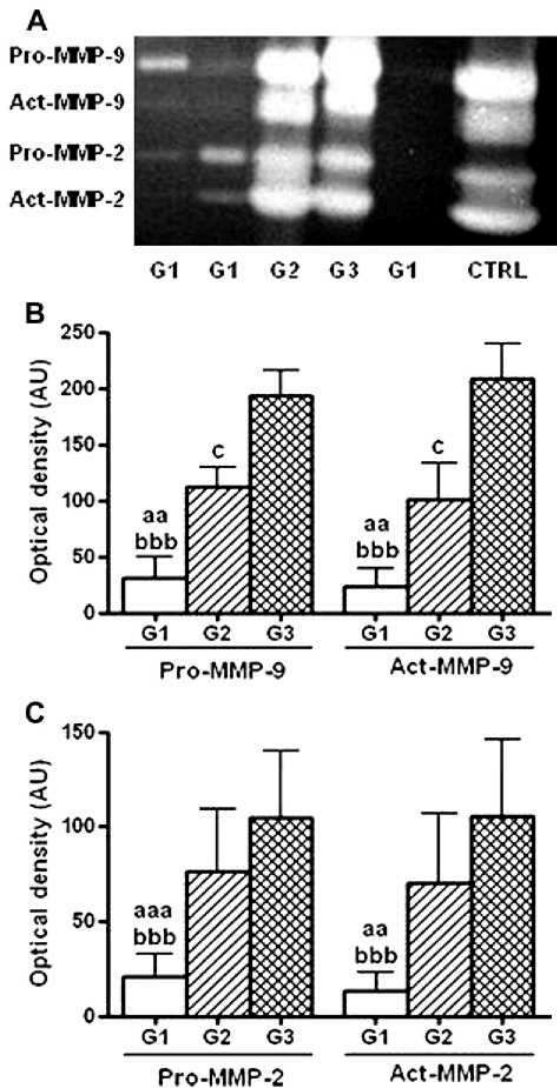 A
Pro-MMP-9
Act-MMP-9
Pro-MMP-2
Act-MMP-2
G1 G1 G2 G3 G1 CTRL
B
Optical density (AU)
250
200
150
100
50
0
aa
bbb
c
aa
bbb
c
G1 G2 G3 G1 G2 G3
Pro-MMP-9 Act-MMP-9
C
Optical density (AU)
150
100
50
0
aaa
bbb
aa
bbb
G1 G2 G3 G1 G2 G3
Pro-MMP-2 Act-MMP-2